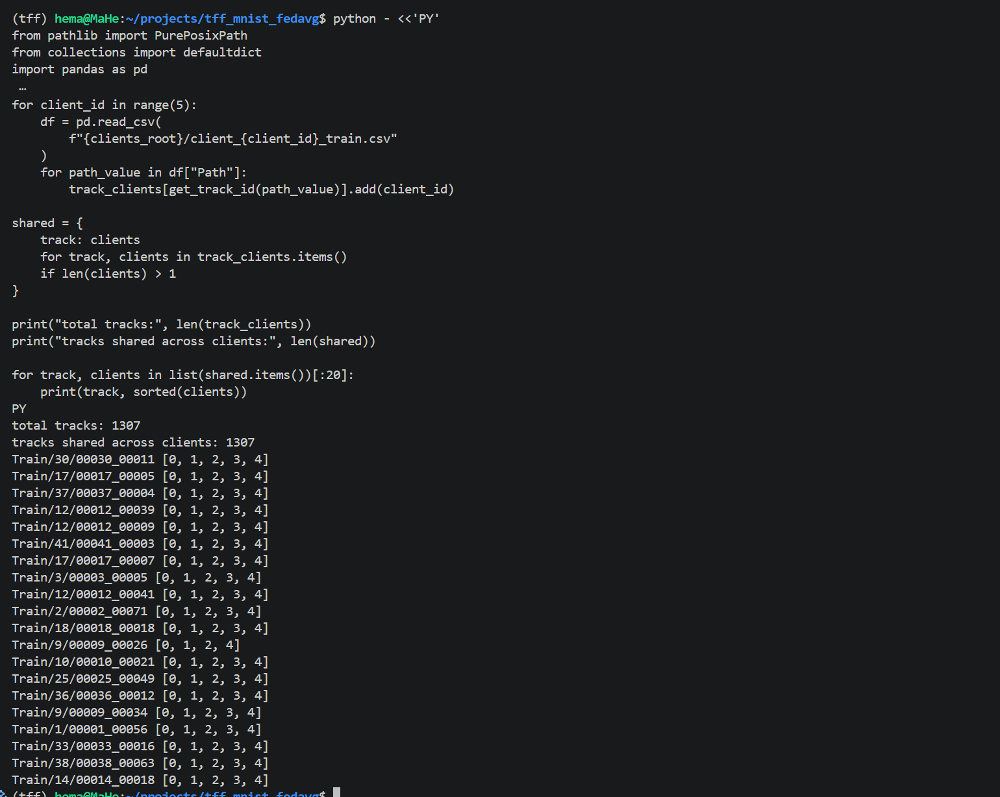 (tff) hema@MaHe:~/projects/tff_mnist_fedavg$ python - <<'PY'
from pathlib import PurePosixPath
from collections import defaultdict
import pandas as pd
 …
for client_id in range(5):
    df = pd.read_csv(
        f"{clients_root}/client_{client_id}_train.csv"
    )
    for path_value in df["Path"]:
        track_clients[get_track_id(path_value)].add(client_id)

shared = {
    track: clients
    for track, clients in track_clients.items()
    if len(clients) > 1
}

print("total tracks:", len(track_clients))
print("tracks shared across clients:", len(shared))

for track, clients in list(shared.items())[:20]:
    print(track, sorted(clients))
PY
total tracks: 1307
tracks shared across clients: 1307
Train/30/00030_00011 [0, 1, 2, 3, 4]
Train/17/00017_00005 [0, 1, 2, 3, 4]
Train/37/00037_00004 [0, 1, 2, 3, 4]
Train/12/00012_00039 [0, 1, 2, 3, 4]
Train/12/00012_00009 [0, 1, 2, 3, 4]
Train/41/00041_00003 [0, 1, 2, 3, 4]
Train/17/00017_00007 [0, 1, 2, 3, 4]
Train/3/00003_00005 [0, 1, 2, 3, 4]
Train/12/00012_00041 [0, 1, 2, 3, 4]
Train/2/00002_00071 [0, 1, 2, 3, 4]
Train/18/00018_00018 [0, 1, 2, 3, 4]
Train/9/00009_00026 [0, 1, 2, 4]
Train/10/00010_00021 [0, 1, 2, 3, 4]
Train/25/00025_00049 [0, 1, 2, 3, 4]
Train/36/00036_00012 [0, 1, 2, 3, 4]
Train/9/00009_00034 [0, 1, 2, 3, 4]
Train/1/00001_00056 [0, 1, 2, 3, 4]
Train/33/00033_00016 [0, 1, 2, 3, 4]
Train/38/00038_00063 [0, 1, 2, 3, 4]
Train/14/00014_00018 [0, 1, 2, 3, 4]
(tff) hema@MaHe:~/projects/tff_mnist_fedavg$